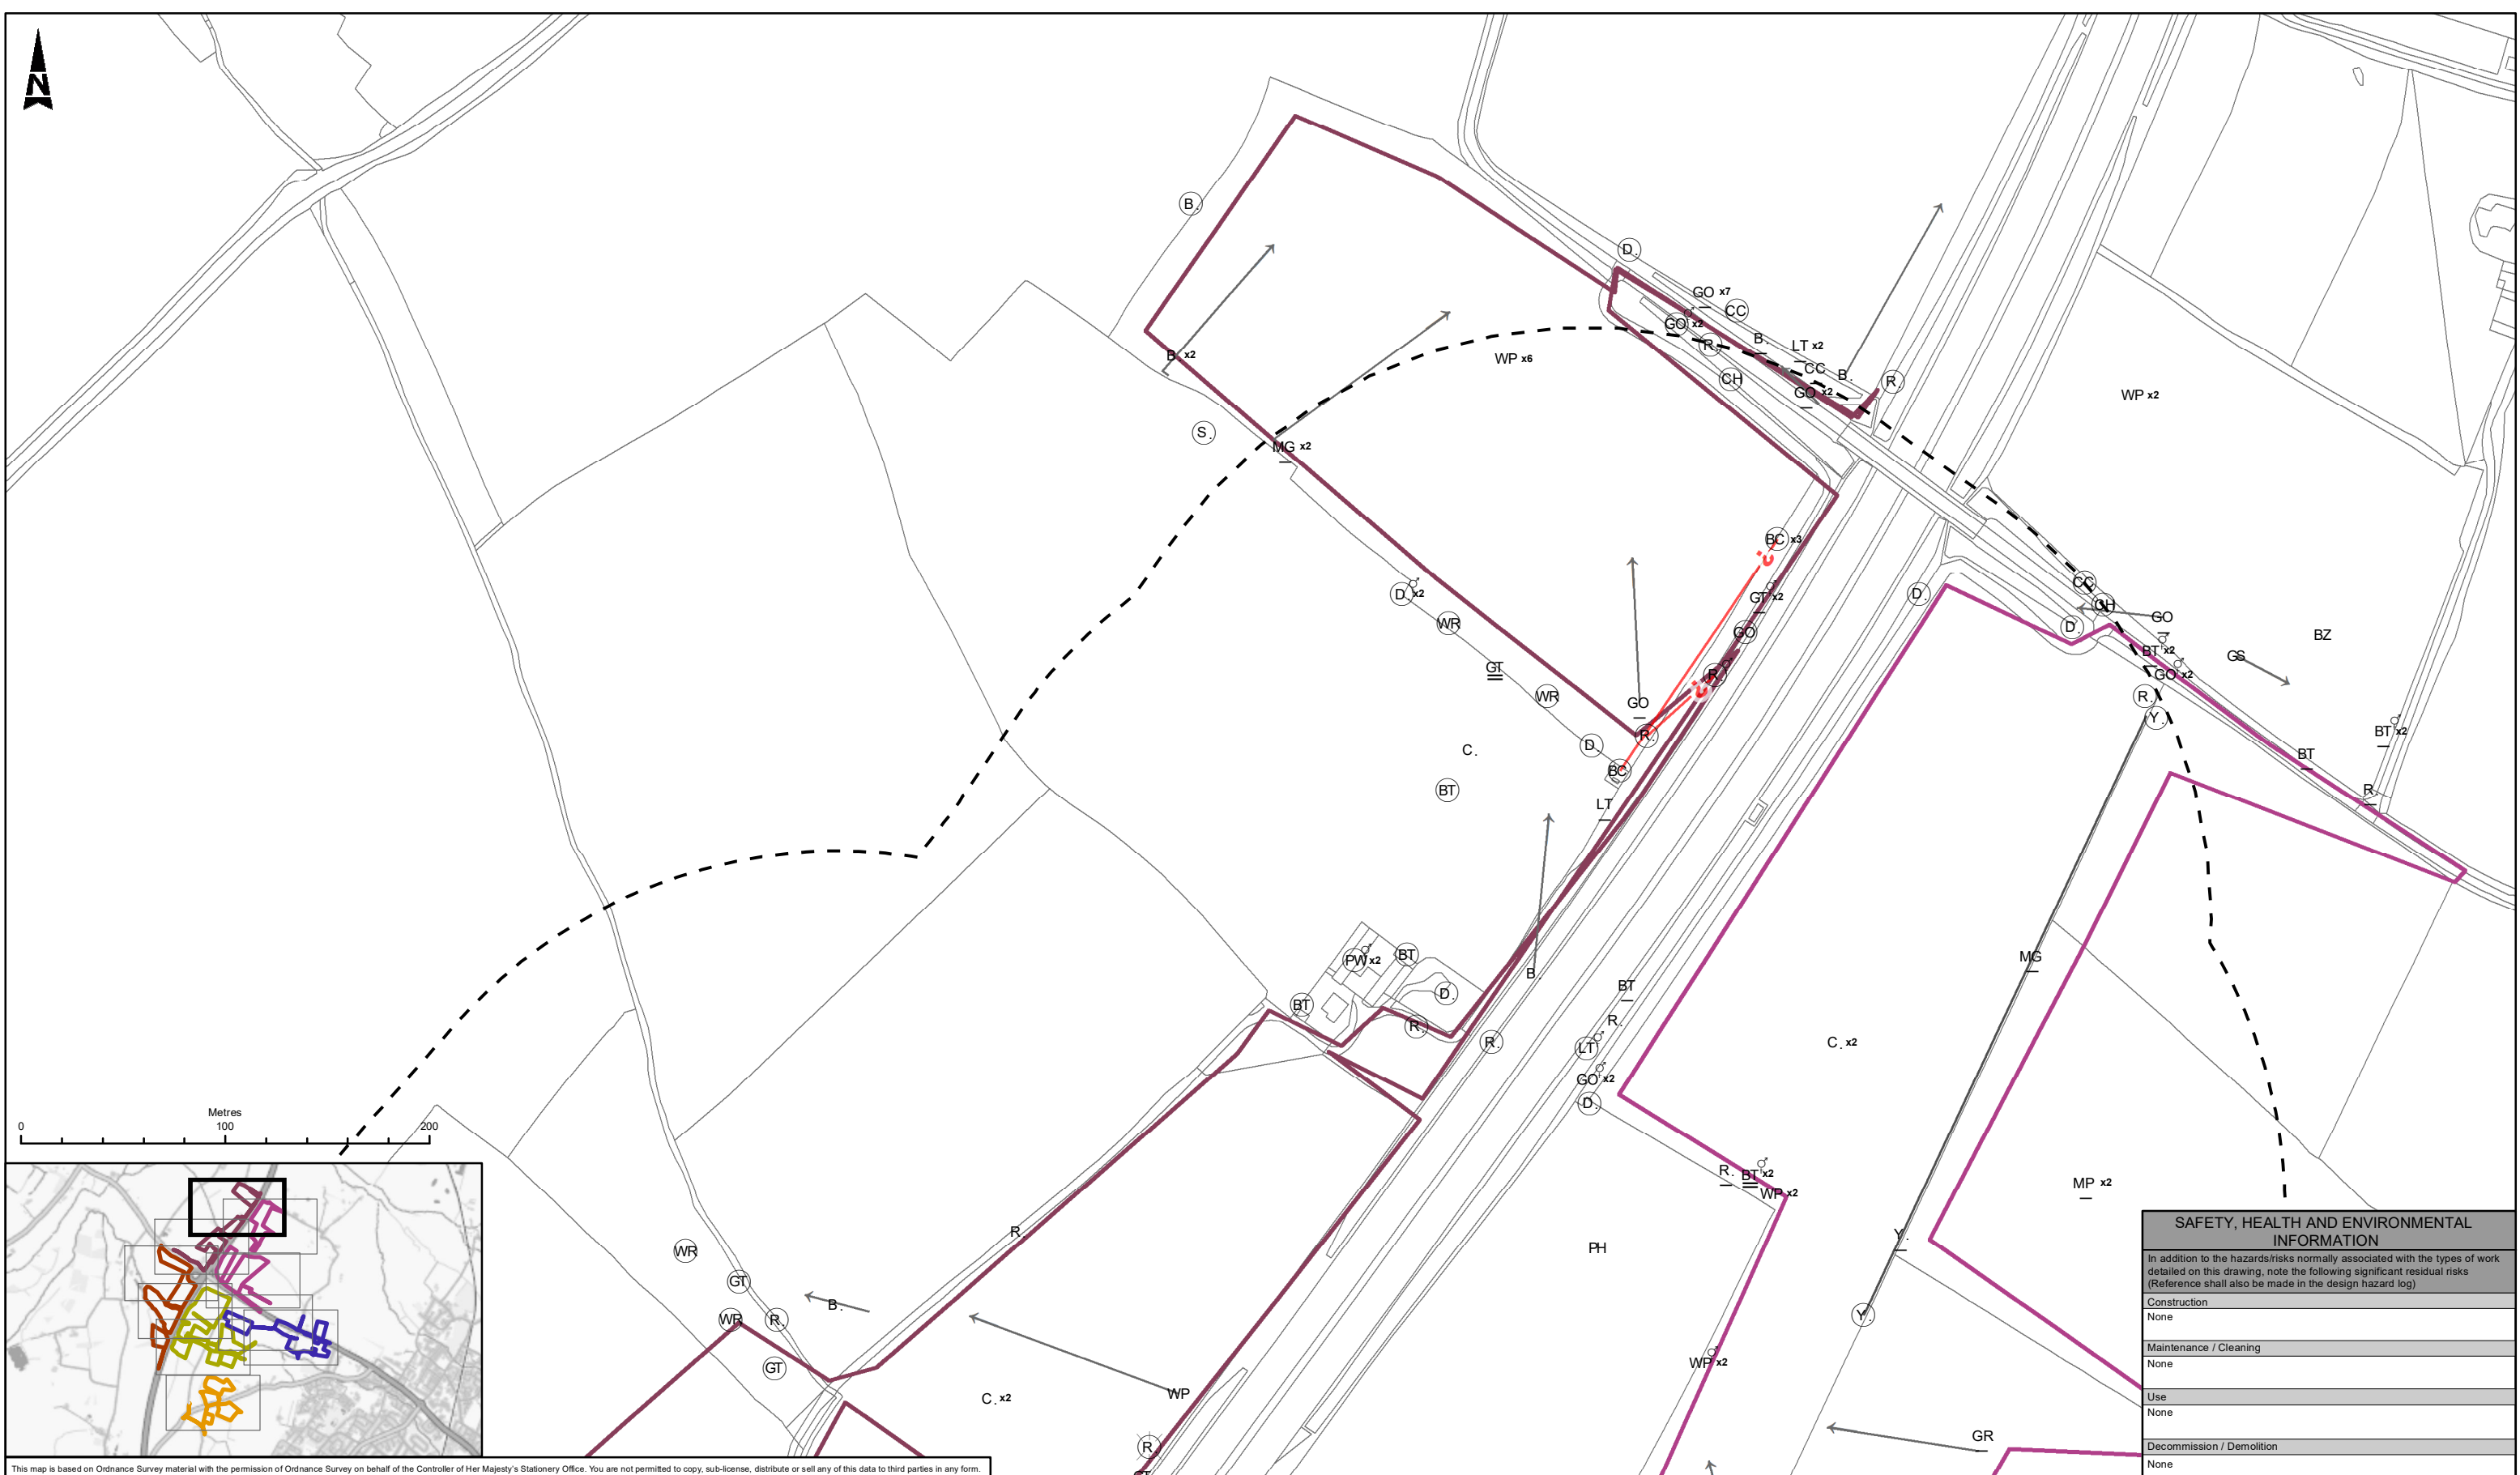 N
B.
D.
GO x7
CC
GO x2
R.
B.
LT x2
CH
CC
B.
R.
GO x2
B. x2
WP x6
WP x2
S.
MG x2
BC x3
D. x2
GT x2
D.
CC
CH
WR
GO
GO
D.
BZ
BT x2
GS
GT
R.
GO x2
WR
GO
R.
R.
Y.
BT x2
C.
D.
BC
BT
BT
LT
R.
PW x2
BT
MG
B.
BT
D.
BT
R.
R.
R.
C. x2
LT
GO x2
D.
Metres
0
100
200
R.
BT x2
WP x2
MP x2
R.
Y.
PH
WR
GT
B.
WR
R.
Y.
GT
WP x2
C. x2
WP
GR
R.
SAFETY, HEALTH AND ENVIRONMENTAL
INFORMATION
In addition to the hazards/risks normally associated with the types of work
detailed on this drawing, note the following significant residual risks
(Reference shall also be made in the design hazard log)
Construction
None
Maintenance / Cleaning
None
Use
None
Decommission / Demolition
None
This map is based on Ordnance Survey material with the permission of Ordnance Survey on behalf of the Controller of Her Majesty's Stationery Office. You are not permitted to copy, sub-license, distribute or sell any of this data to third parties in any form.